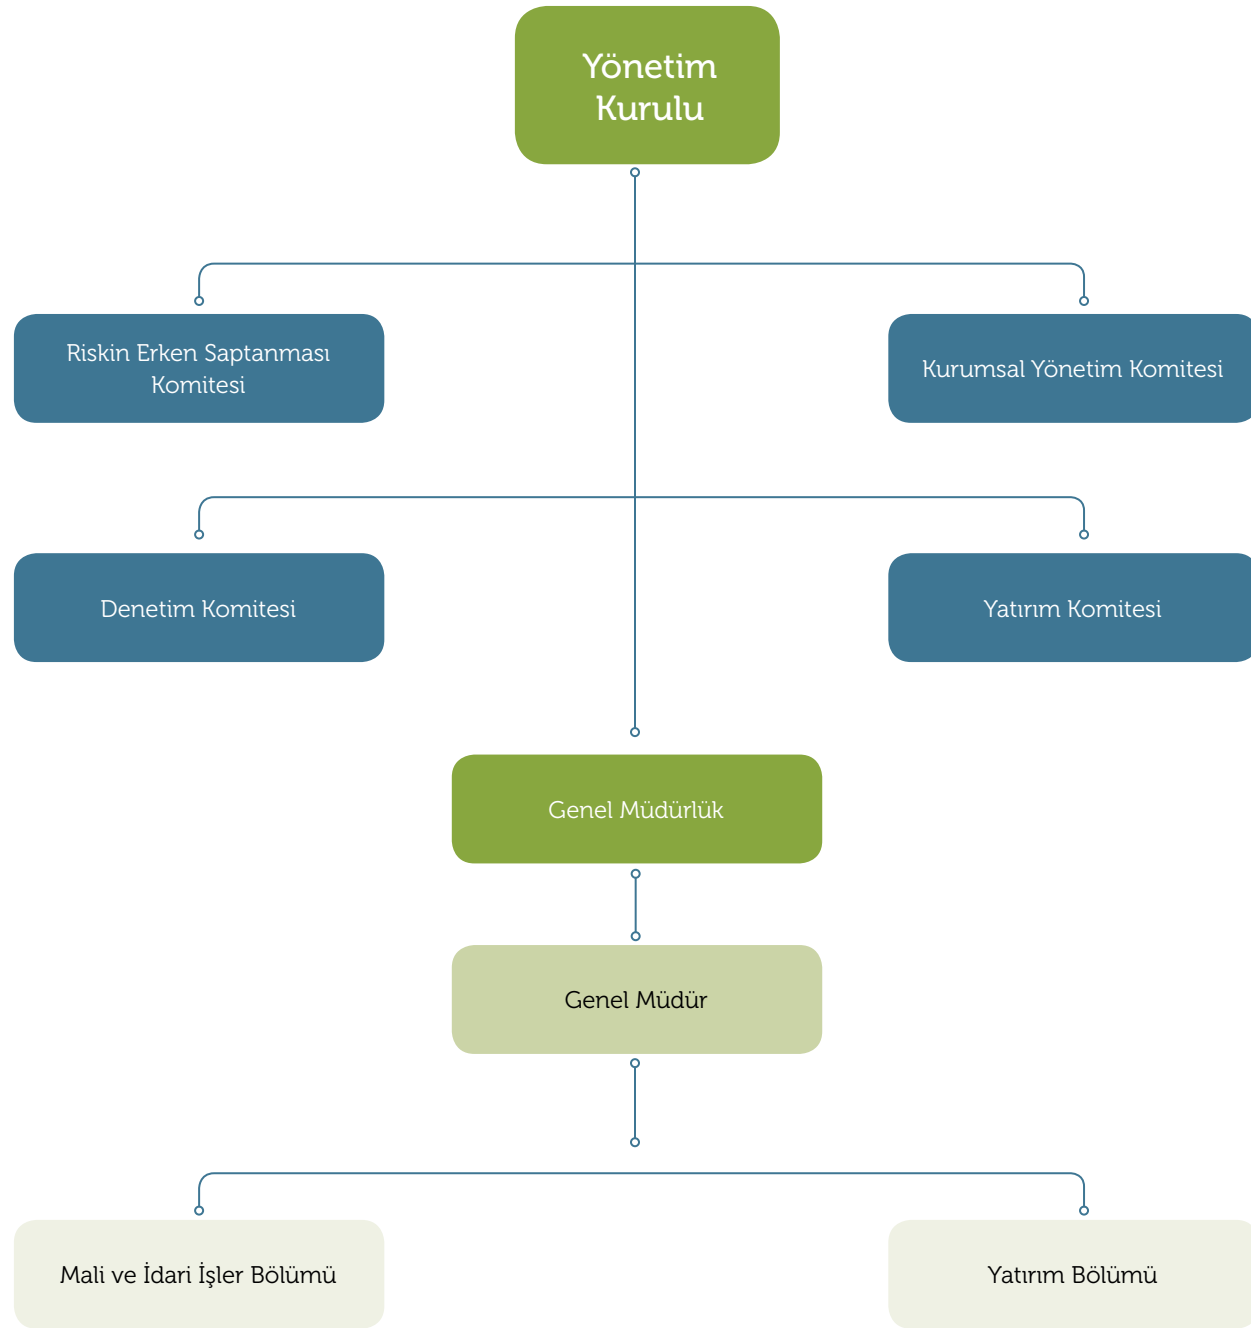 Yönetim
Kurulu
Riskin Erken Saptanması
Komitesi
Kurumsal Yönetim Komitesi
Denetim Komitesi
Yatırım Komitesi
Genel Müdürlük
Genel Müdür
Mali ve İdari İşler Bölümü
Yatırım Bölümü